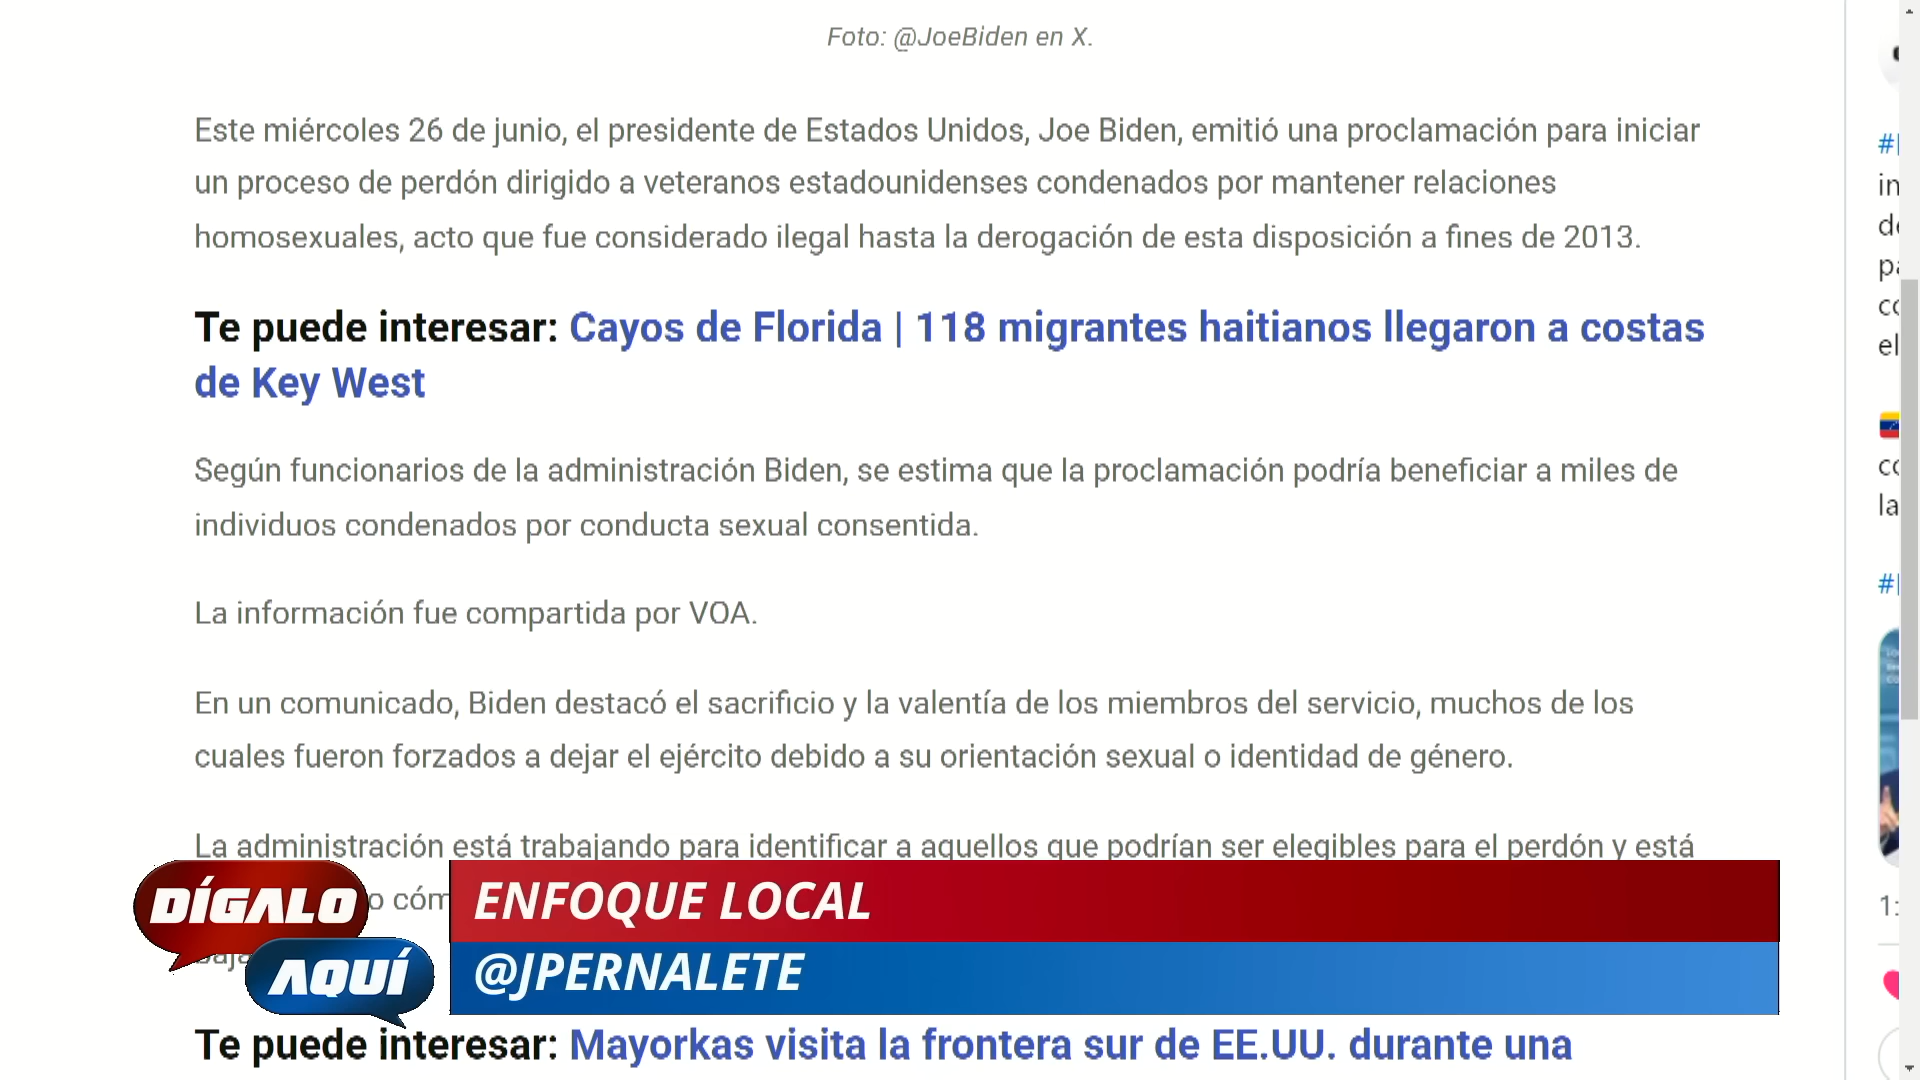 Foto: @JoeBiden en X.
Este miércoles 26 de junio, el presidente de Estados Unidos, Joe Biden, emitió una proclamación para iniciar
un proceso de perdón dirigido a veteranos estadounidenses condenados por mantener relaciones
homosexuales, acto que fue considerado ilegal hasta la derogación de esta disposición a fines de 2013.
Te puede interesar: Cayos de Florida | 118 migrantes haitianos llegaron a costas
de Key West
Según funcionarios de la administración Biden, se estima que la proclamación podría beneficiar a miles de
individuos condenados por conducta sexual consentida.
La información fue compartida por VOA.
En un comunicado, Biden destacó el sacrificio y la valentía de los miembros del servicio, muchos de los
cuales fueron forzados a dejar el ejército debido a su orientación sexual o identidad de género.
La administración está trabajando para identificar a aquellos que podrían ser elegibles para el perdón y está
DÍGALO
AQUÍ
ENFOQUE LOCAL
@JPERNALETE
Te puede interesar: Mayorkas visita la frontera sur de EE.UU. durante una